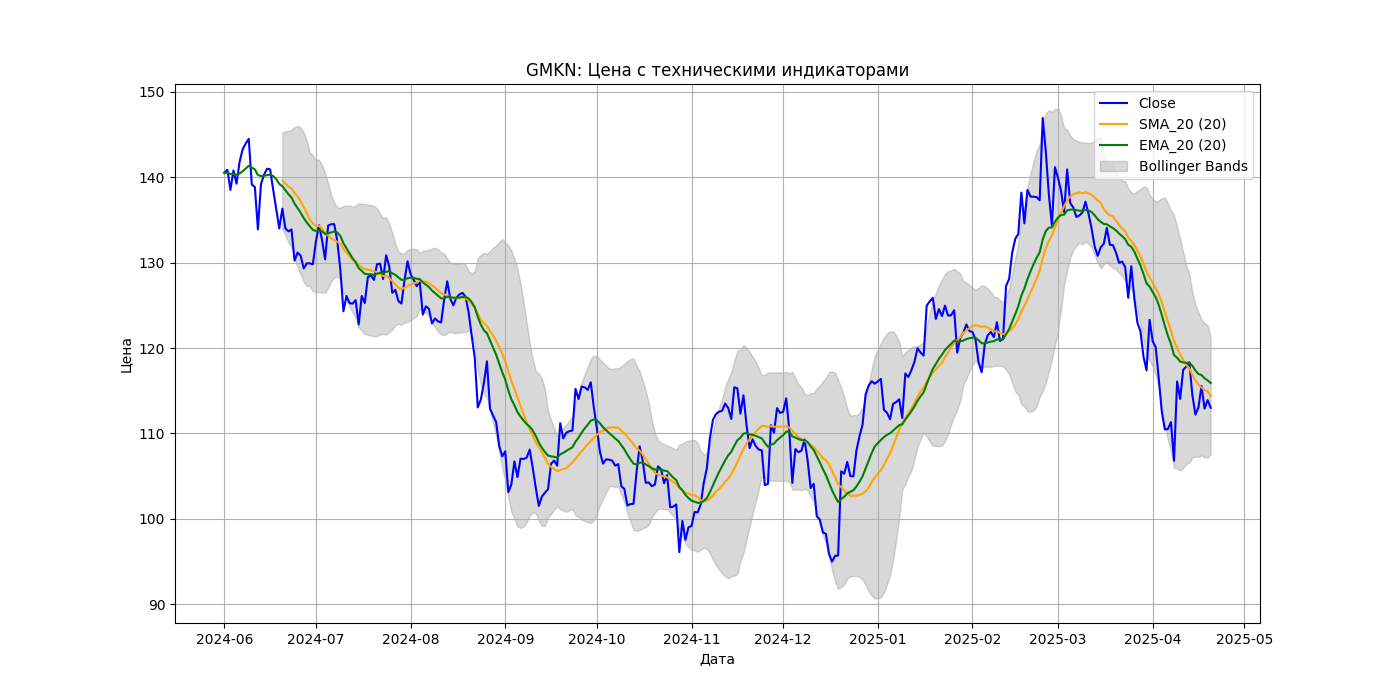 GMKN: Цена с техническими индикаторами
Close
SMA_20 (20)
EMA_20 (20)
Bollinger Bands
150
140
130
120
110
100
90
Цена
2024-06 2024-07 2024-08 2024-09 2024-10 2024-11 2024-12 2025-01 2025-02 2025-03 2025-04 2025-05
Дата